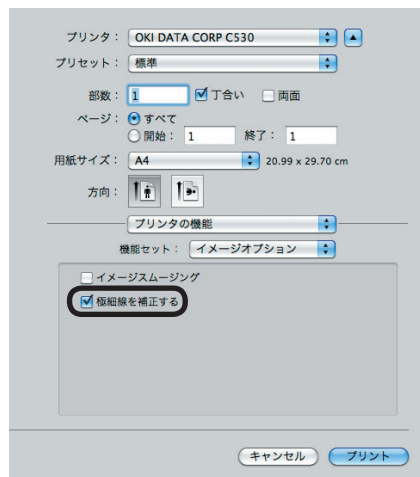 プリンタ： OKI DATA CORP C530
プリセット： 標準
部数： 1 丁合い 両面
ページ： すべて
開始： 1 終了： 1
用紙サイズ： A4 20.99 x 29.70 cm
方向：
プリンタの機能
機能セット： イメージオプション
イメージスムージング
極細線を補正する
キャンセル プリント